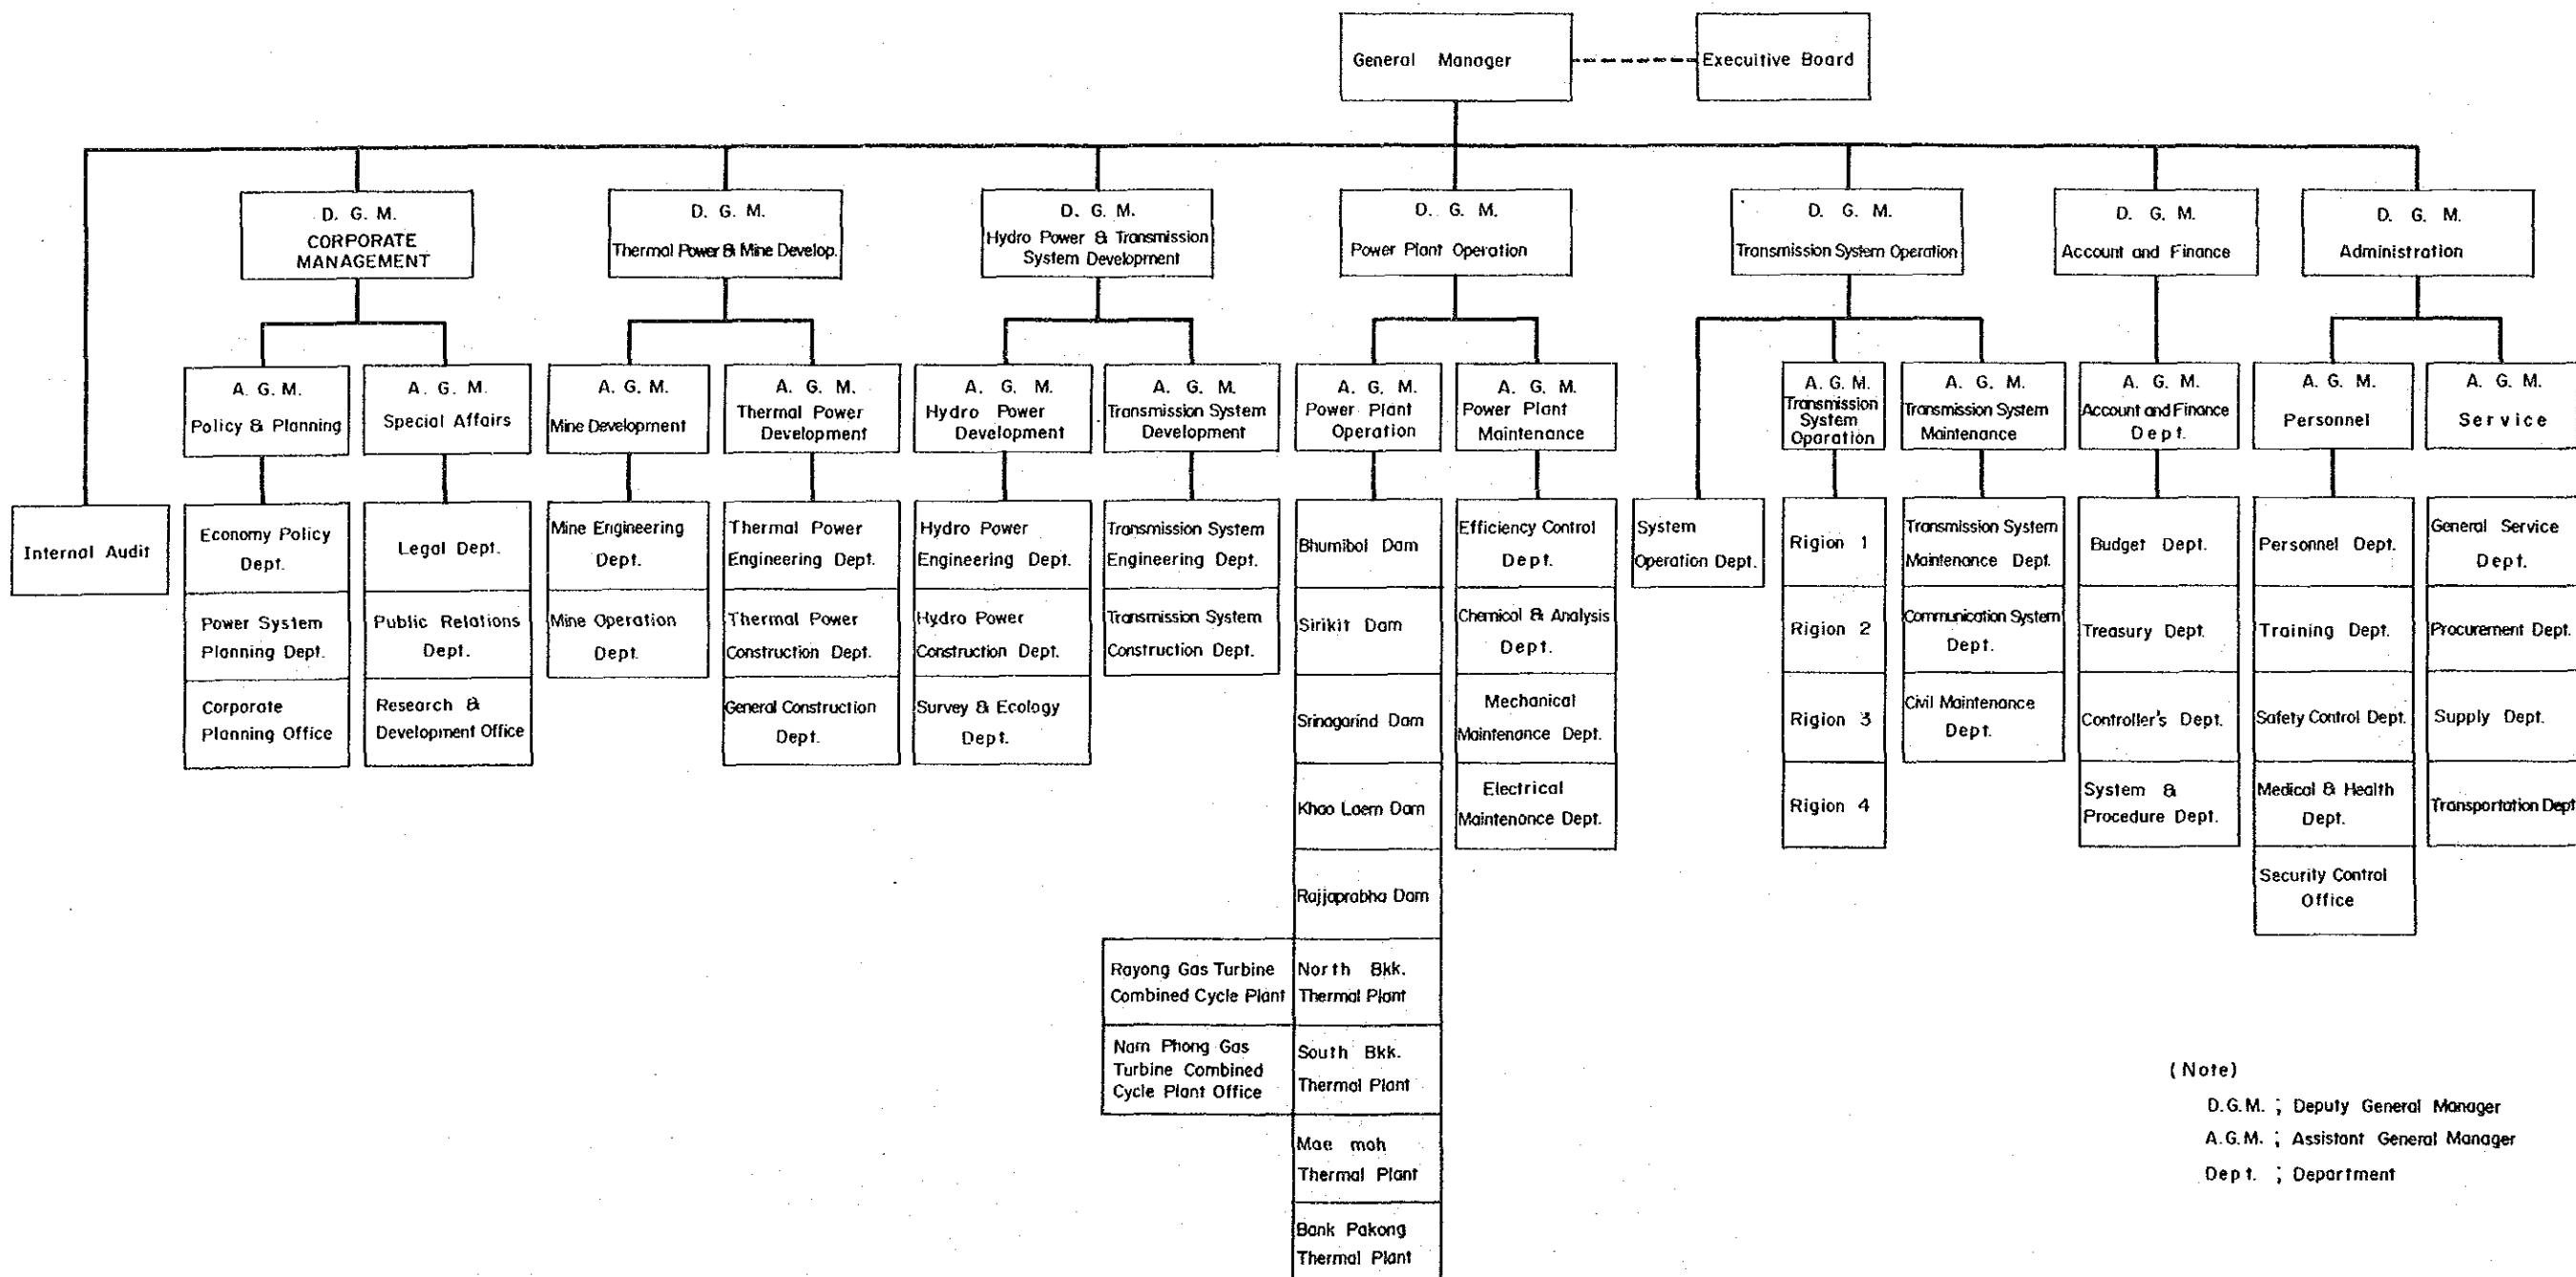 General Manager
Execuitive Board
D. G. M.
CORPORATE
MANAGEMENT
D. G. M.
Thermal Power & Mine Develop.
D. G. M.
Hydro Power & Transmission
System Development
D. G. M.
Power Plant Operation
D. G. M.
Transmission System Operation
D. G. M.
Account and Finance
D. G. M.
Administration
A. G. M.
Policy & Planning
A. G. M.
Special Affairs
A. G. M.
Mine Development
A. G. M.
Thermal Power
Development
A. G. M.
Hydro Power
Development
A. G. M.
Transmission System
Development
A. G. M.
Power Plant
Operation
A. G. M.
Power Plant
Maintenance
A. G. M.
Transmission
System
Oparation
A. G. M.
Transmission System
Maintenance
A. G. M.
Account and Finance
Dept.
A. G. M.
Personnel
A. G. M.
Service
Internal Audit
Economy Policy
Dept.
Power System
Planning Dept.
Corporate
Planning Office
Legal Dept.
Public Relations
Dept.
Research &
Development Office
Mine Engineering
Dept.
Mine Operation
Dept.
Thermal Power
Engineering Dept.
Thermal Power
Construction Dept.
General Construction
Dept.
Hydro Power
Engineering Dept.
Hydro Power
Construction Dept.
Survey & Ecology
Dept.
Transmission System
Engineering Dept.
Transmission System
Construction Dept.
Bhumibol Dam
Sirikit Dam
Srinagarind Dam
Khao Laem Dam
Rajjaprabha Dam
North Bkk.
Thermal Plant
South Bkk.
Thermal Plant
Mae moh
Thermal Plant
Bank Pakong
Thermal Plant
Rayong Gas Turbine
Combined Cycle Plant
Nam Phong Gas
Turbine Combined
Cycle Plant Office
Efficiency Control
Dept.
Chemical & Analysis
Dept.
Mechanical
Maintenance Dept.
Electrical
Maintenance Dept.
System
Operation Dept.
Rigion 1
Rigion 2
Rigion 3
Rigion 4
Transmission System
Maintenance Dept.
Communication System
Dept.
Civil Maintenance
Dept.
Budget Dept.
Treasury Dept.
Controller's Dept.
System &
Procedure Dept.
Personnel Dept.
Training Dept.
Safety Control Dept.
Medical & Health
Dept.
Security Control
Office
General Service
Dept.
Procurement Dept.
Supply Dept.
Transportation Dept
(Note)
D.G.M. ; Deputy General Manager
A.G.M. ; Assistant General Manager
Dept. ; Department